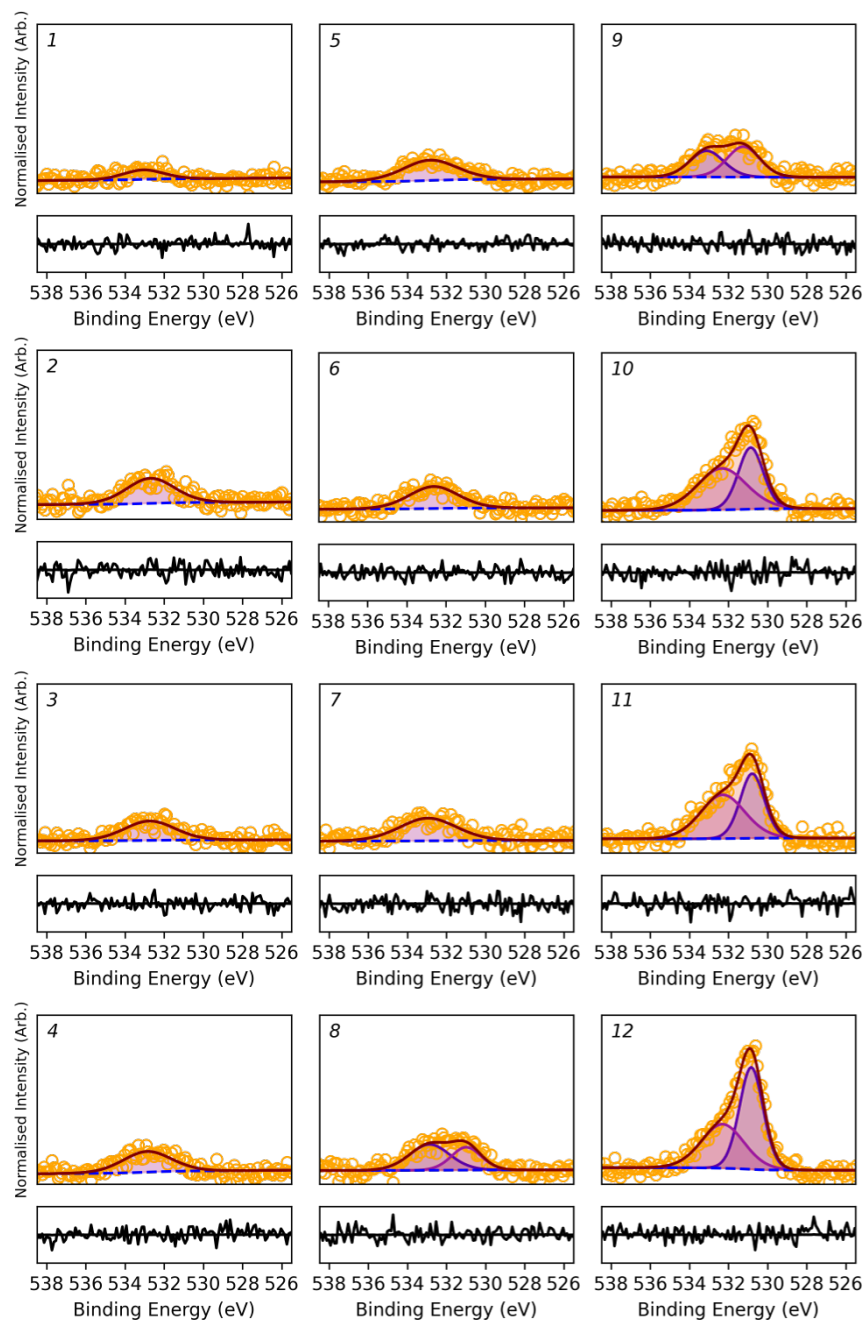 1 5 9
Normalised Intensity (Arb.)
538 536 534 532 530 528 526 538 536 534 532 530 528 526 538 536 534 532 530 528 526
Binding Energy (eV) Binding Energy (eV) Binding Energy (eV)
2 6 10
Normalised Intensity (Arb.)
538 536 534 532 530 528 526 538 536 534 532 530 528 526 538 536 534 532 530 528 526
Binding Energy (eV) Binding Energy (eV) Binding Energy (eV)
3 7 11
Normalised Intensity (Arb.)
538 536 534 532 530 528 526 538 536 534 532 530 528 526 538 536 534 532 530 528 526
Binding Energy (eV) Binding Energy (eV) Binding Energy (eV)
4 8 12
Normalised Intensity (Arb.)
538 536 534 532 530 528 526 538 536 534 532 530 528 526 538 536 534 532 530 528 526
Binding Energy (eV) Binding Energy (eV) Binding Energy (eV)